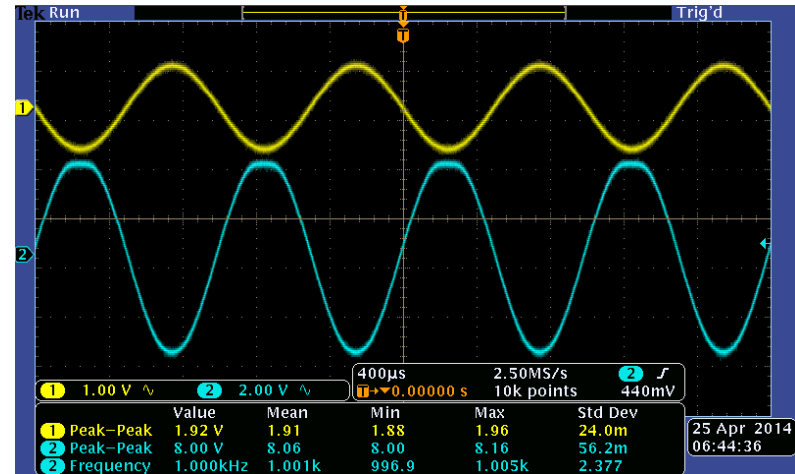 Tek Run Trig'd
T
T
1
2
400µs 2.50MS/s 2 ƒ
1 1.00 V ∿ 2 2.00 V ∿ T→▼0.00000 s 10k points 440mV
Value Mean Min Max Std Dev
1 Peak−Peak 1.92 V 1.91 1.88 1.96 24.0m
2 Peak−Peak 8.00 V 8.06 8.00 8.16 56.2m
2 Frequency 1.000kHz 1.001k 996.9 1.005k 2.377
25 Apr 2014
06:44:36